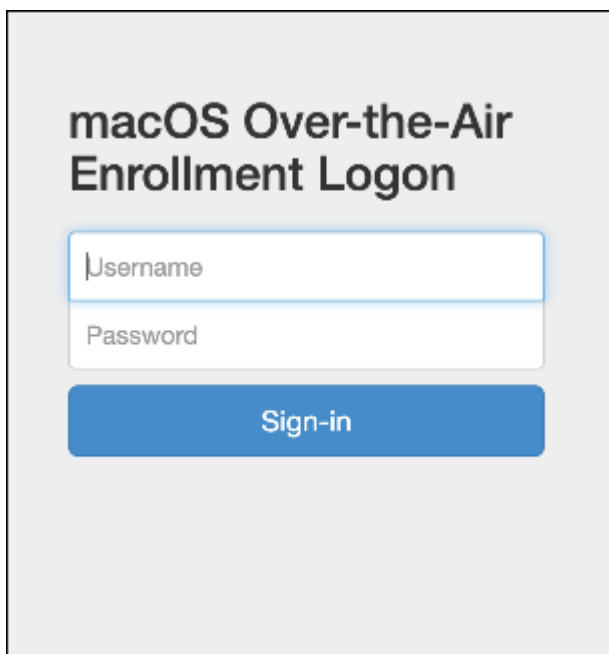 macOS Over-the-Air
Enrollment Logon
Username
Password
Sign-in